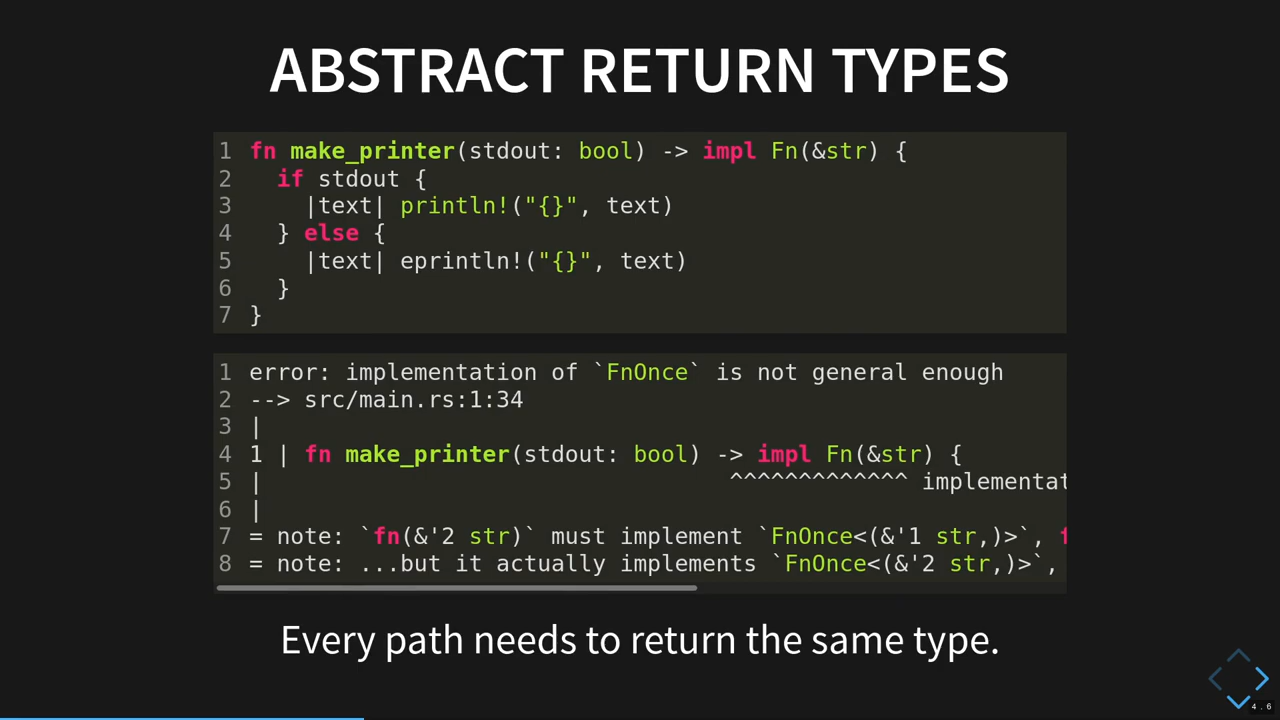 ABSTRACT RETURN TYPES
1 fn make_printer(stdout: bool) -> impl Fn(&str) {
2   if stdout {
3     |text| println!("{}", text)
4   } else {
5     |text| eprintln!("{}", text)
6   }
7 }
1 error: implementation of `FnOnce` is not general enough
2 --> src/main.rs:1:34
3 |
4 1 | fn make_printer(stdout: bool) -> impl Fn(&str) {
5 |                                  ^^^^^^^^^^^^^ implementat
6 |
7 = note: `fn(&'2 str)` must implement `FnOnce<(&'1 str,)>`, f
8 = note: ...but it actually implements `FnOnce<(&'2 str,)>`,
Every path needs to return the same type.
4.6